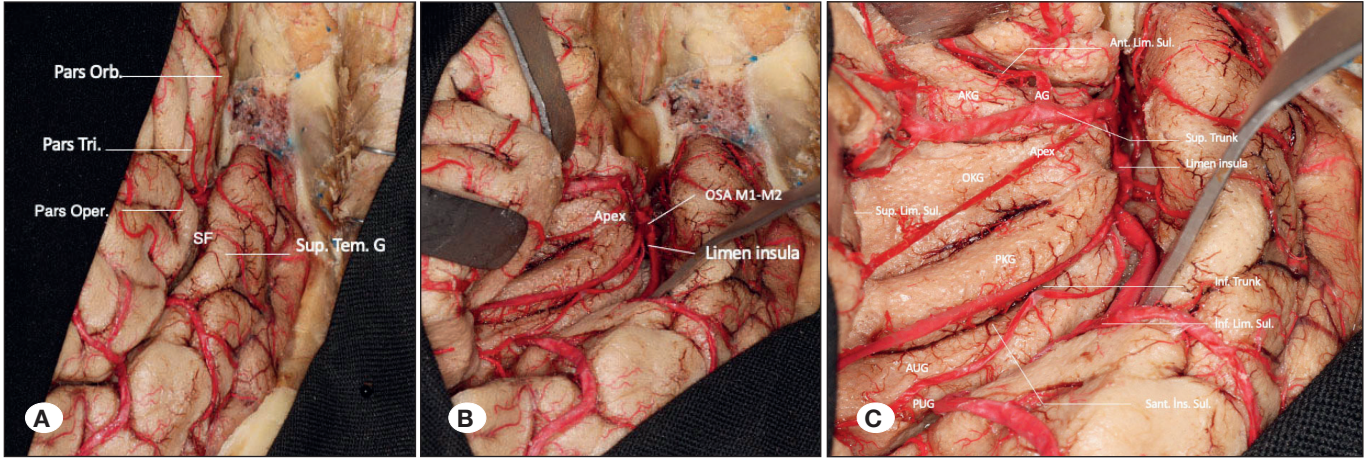 Pars Orb.
Pars Tri.
Pars Oper.
SF
Sup. Tem. G
A
OSA M1-M2
Apex
Limen insula
B
Ant. Lim. Sul.
AKG
AG
Sup. Trunk
Apex
Limen insula
OKG
Sup. Lim. Sul.
PKG
Inf. Trunk
Inf. Lim. Sul.
AUG
PUG
Sant. Ins. Sul.
C